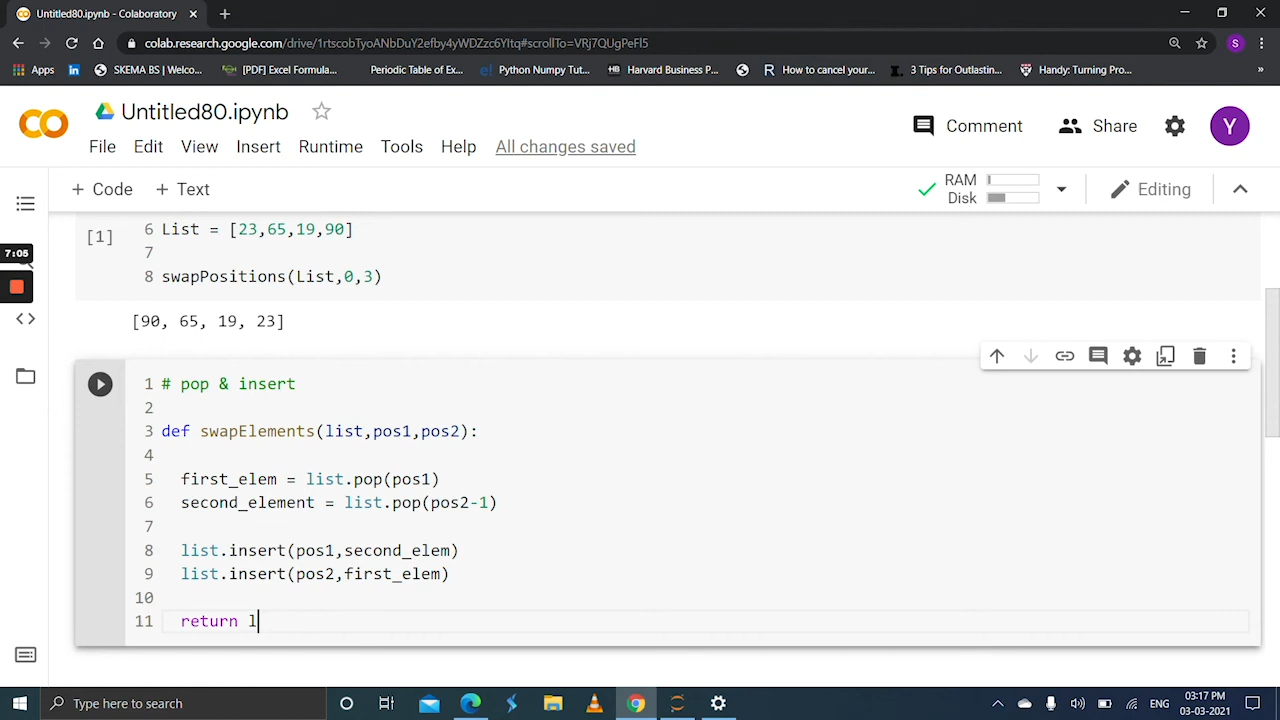 Untitled80.ipynb - Colaboratory
colab.research.google.com/drive/1rtscobTyoANbDuY2efby4yWDZzc6YItq#scrollTo=VRj7QUgPeFl5
S
Apps
SKEMA BS | Welco...
[PDF] Excel Formula...
Periodic Table of Ex...
Python Numpy Tut...
Harvard Business P...
How to cancel your...
3 Tips for Outlastin...
Handy: Turning Pro...
»
Untitled80.ipynb
Comment
Share
Y
File Edit View Insert Runtime Tools Help All changes saved
+ Code + Text
RAM
Disk
Editing
7:05
[1]
6 List = [23,65,19,90]
7
8 swapPositions(List,0,3)
[90, 65, 19, 23]
1 # pop & insert
2
3 def swapElements(list,pos1,pos2):
4
5 first_elem = list.pop(pos1)
6 second_element = list.pop(pos2-1)
7
8 list.insert(pos1,second_elem)
9 list.insert(pos2,first_elem)
10
11 return l
Type here to search
ENG
03:17 PM
03-03-2021